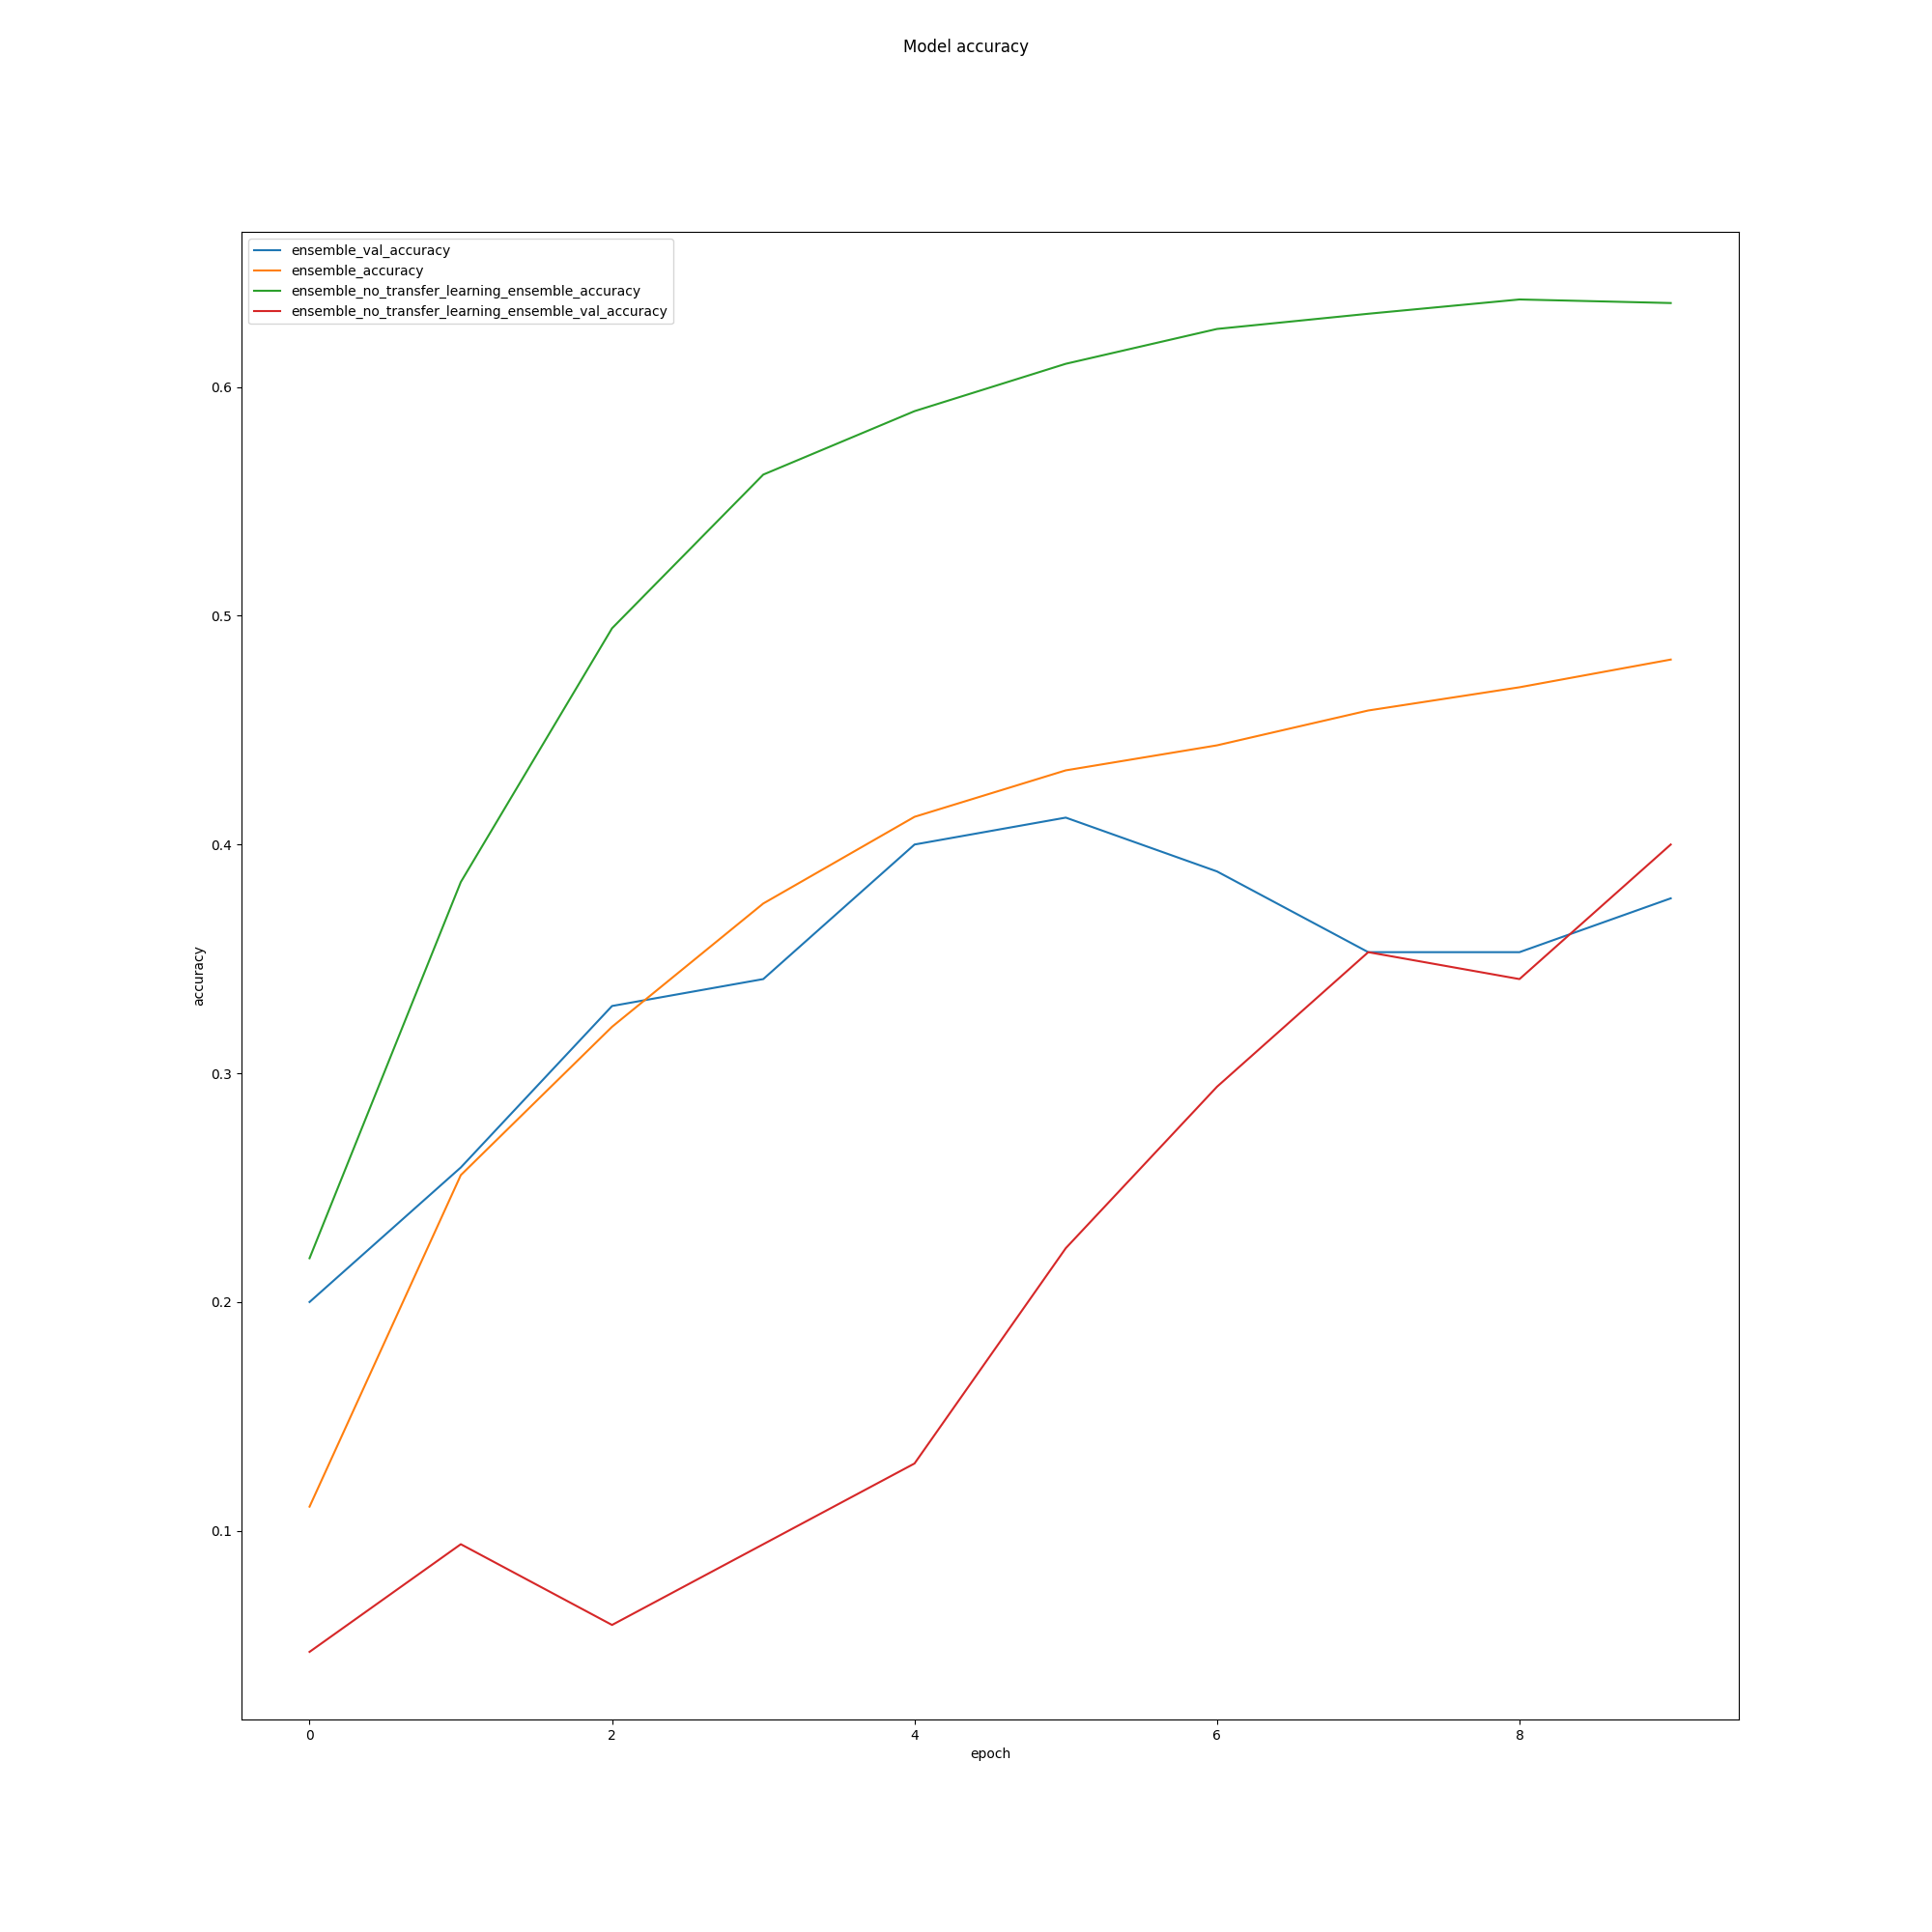 Model accuracy
ensemble_val_accuracy
ensemble_accuracy
ensemble_no_transfer_learning_ensemble_accuracy
ensemble_no_transfer_learning_ensemble_val_accuracy
0.6
0.5
0.4
0.3
0.2
0.1
accuracy
0 2 4 6 8
epoch